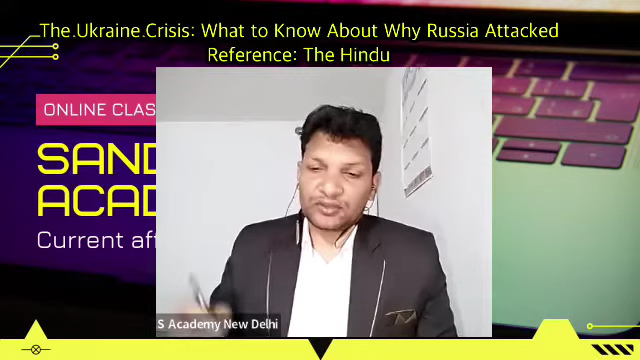 The.Ukraine.Crisis: What to Know About Why Russia Attacked
Reference: The Hindu
ONLINE CLAS
SAND
ACAD
Current aff
S Academy New Delhi